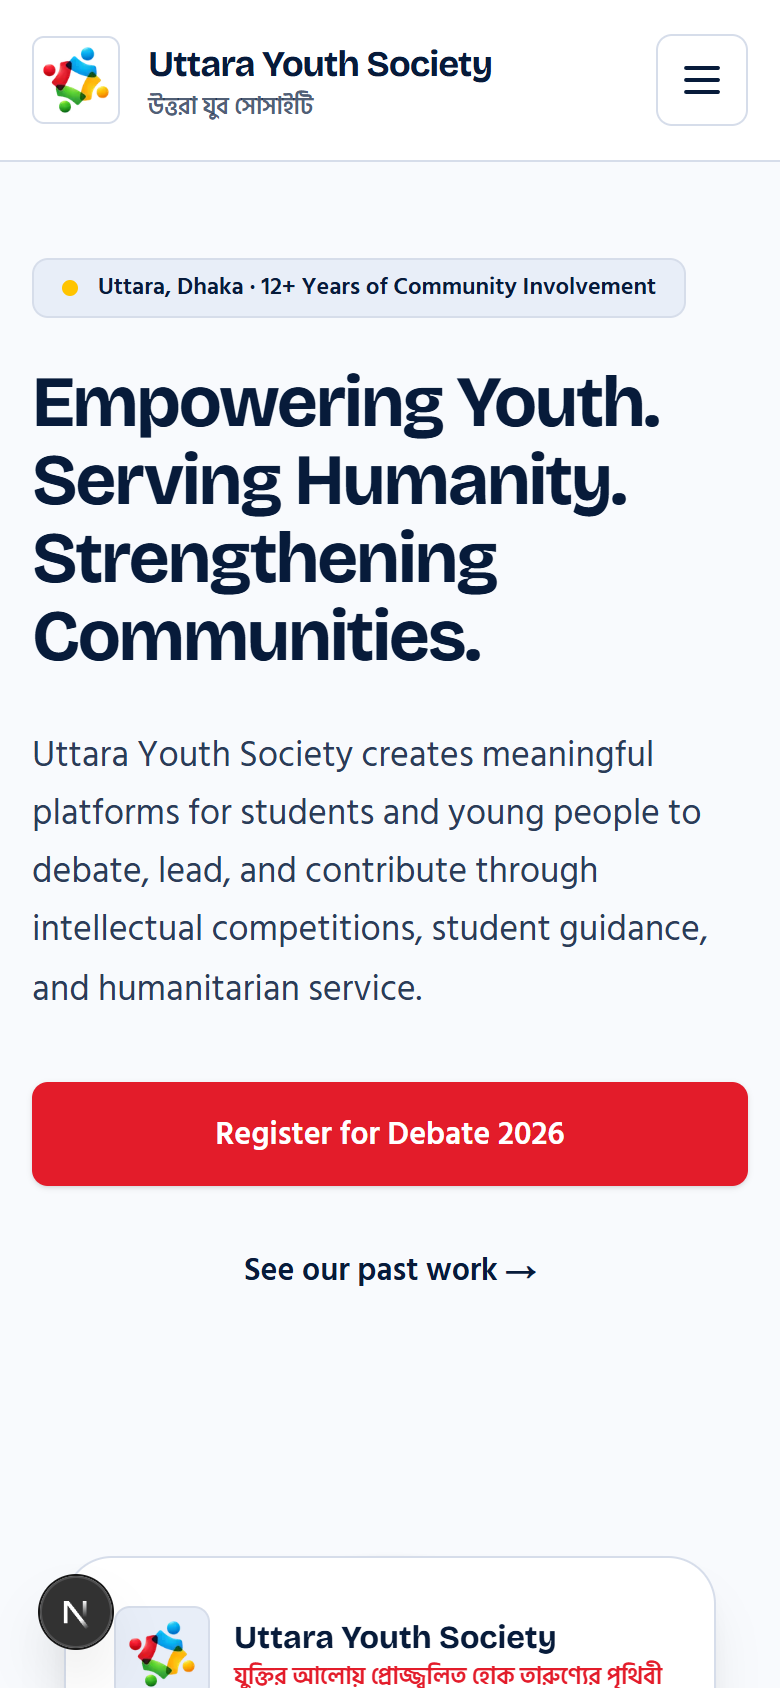 Uttara Youth Society
উত্তরা যুব সোসাইটি
Uttara, Dhaka · 12+ Years of Community Involvement
Empowering Youth.
Serving Humanity.
Strengthening
Communities.
Uttara Youth Society creates meaningful
platforms for students and young people to
debate, lead, and contribute through
intellectual competitions, student guidance,
and humanitarian service.
Register for Debate 2026
See our past work →
N
Uttara Youth Society
যুক্তির আলোয় প্রোজ্জ্বলিত হোক তারুণ্যের পৃথিবী